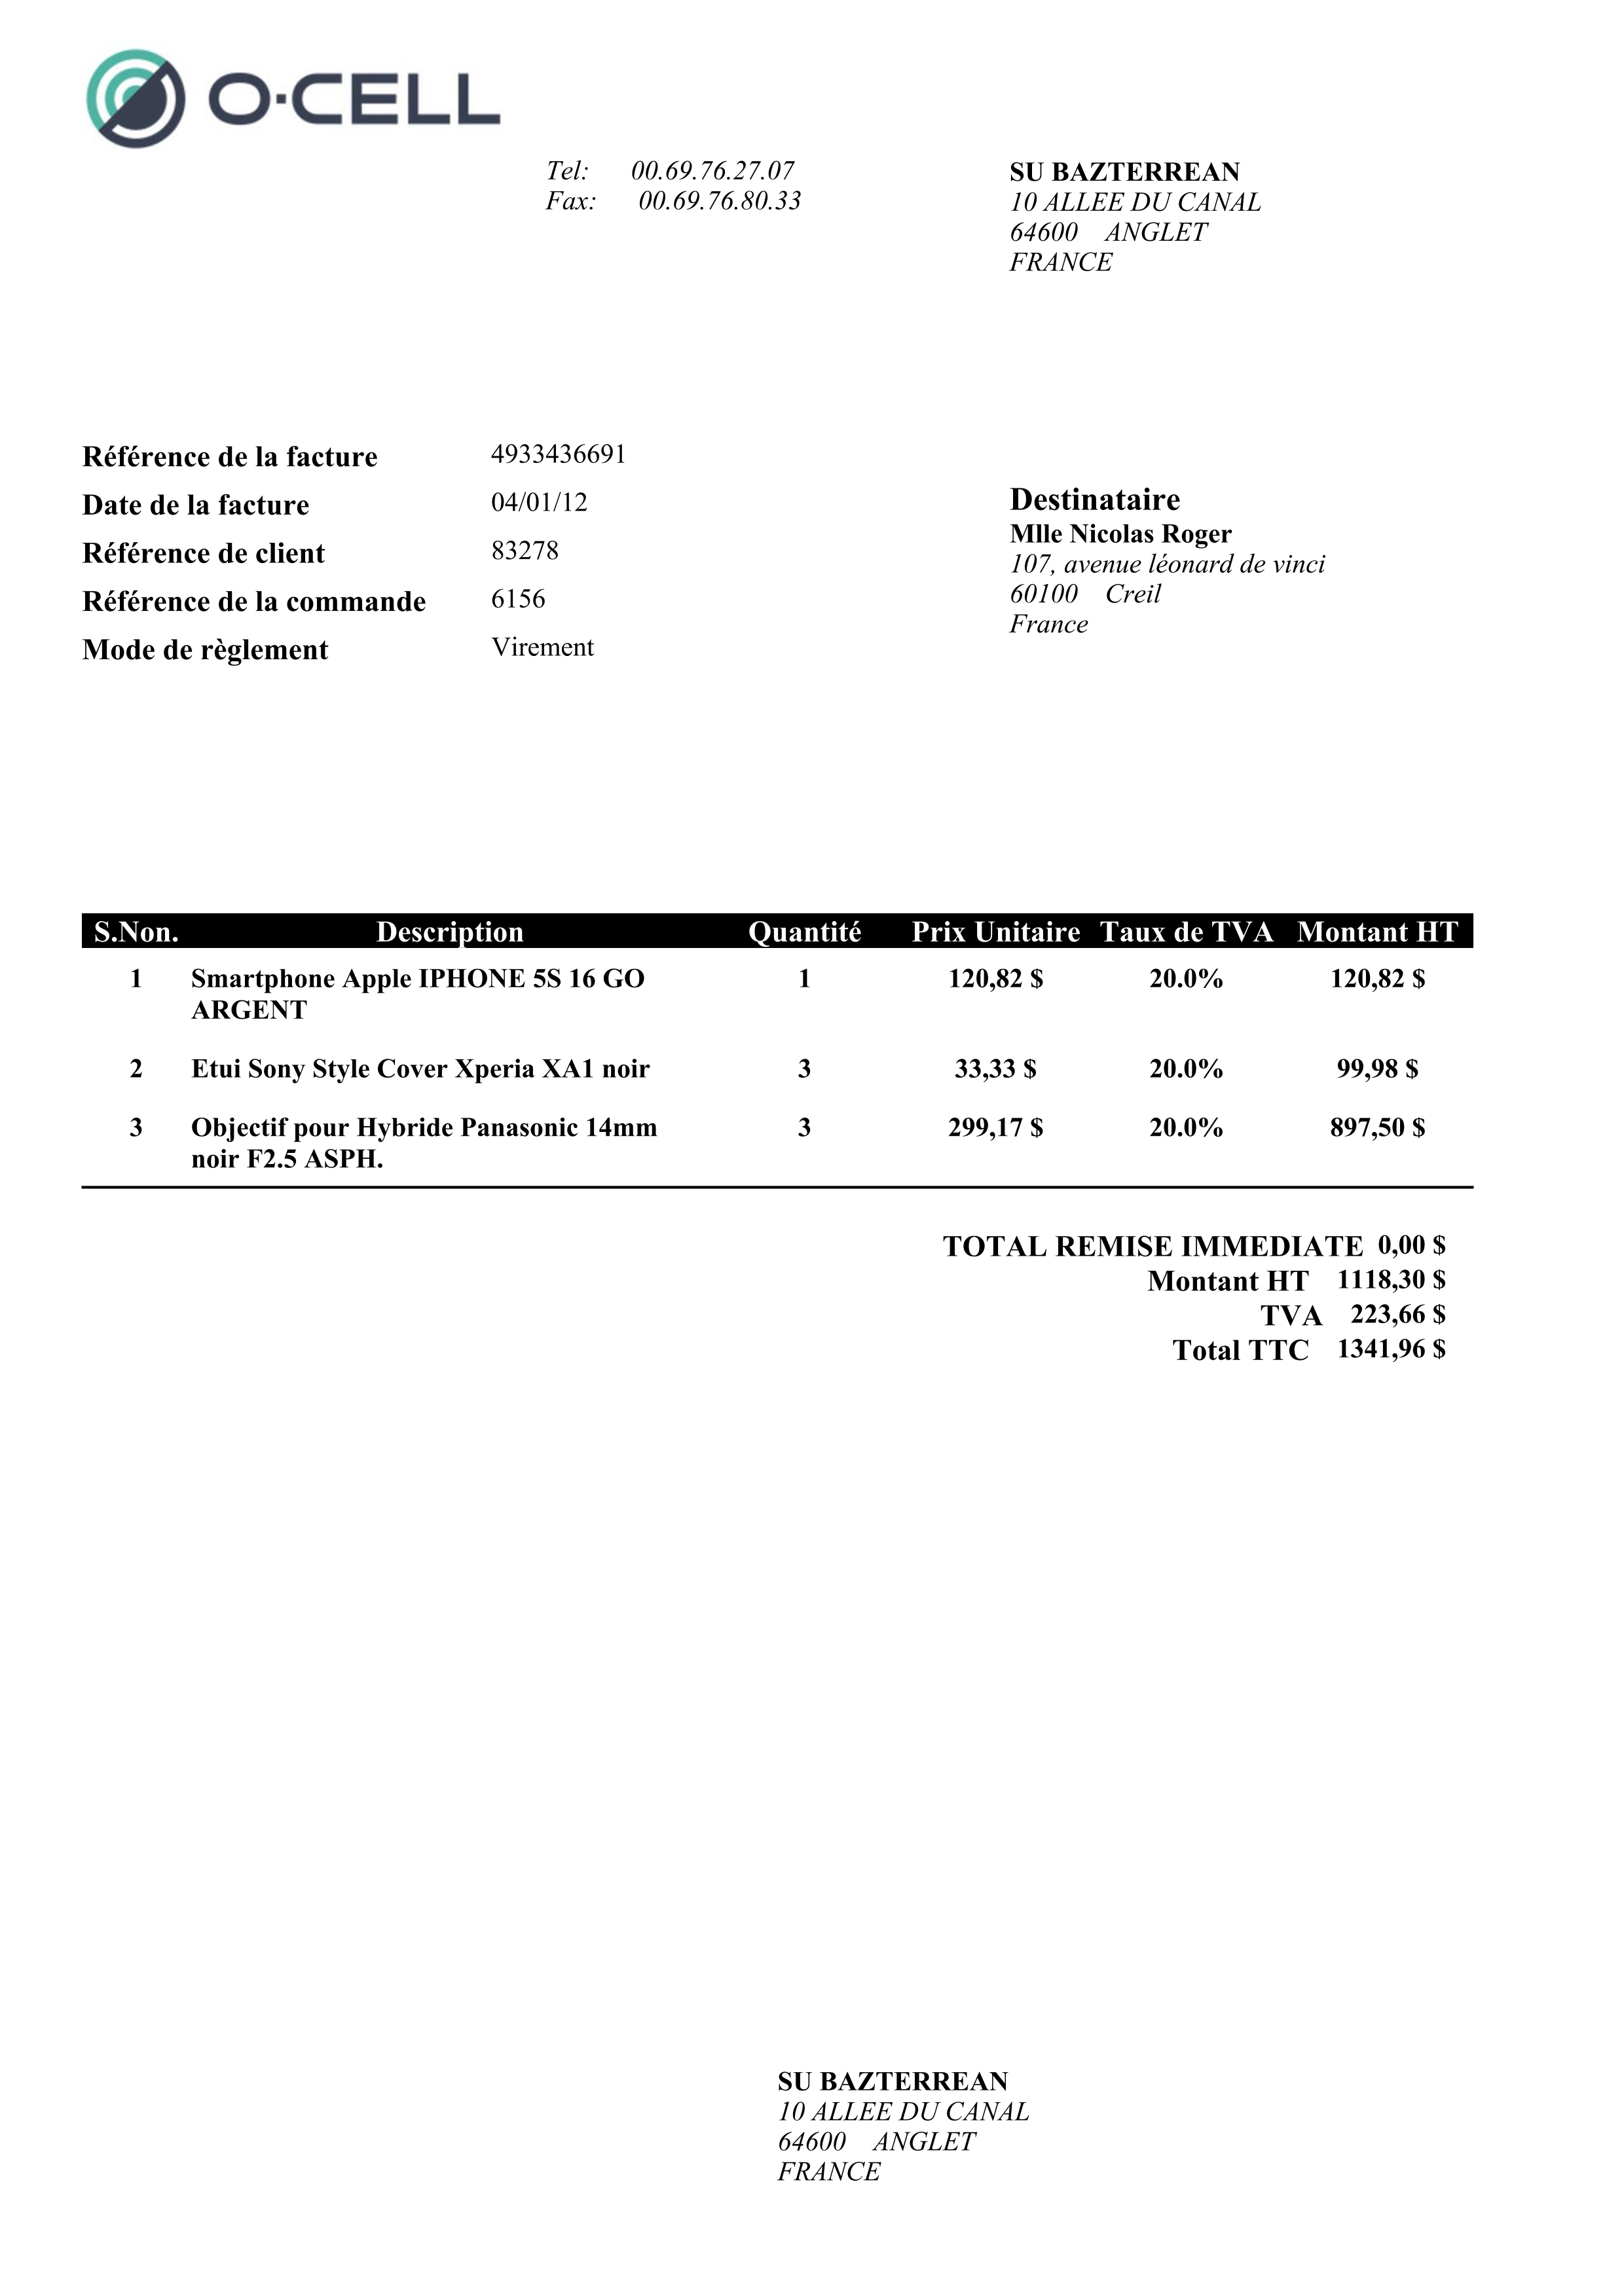 O·CELL
Tel: 00.69.76.27.07
Fax: 00.69.76.80.33
SU BAZTERREAN
10 ALLEE DU CANAL
64600 ANGLET
FRANCE
Référence de la facture 4933436691
Date de la facture 04/01/12
Référence de client 83278
Référence de la commande 6156
Mode de règlement Virement
Destinataire
Mlle Nicolas Roger
107, avenue léonard de vinci
60100 Creil
France
S.Non. Description Quantité Prix Unitaire Taux de TVA Montant HT
1 Smartphone Apple IPHONE 5S 16 GO 1 120,82 $ 20.0% 120,82 $
ARGENT
2 Etui Sony Style Cover Xperia XA1 noir 3 33,33 $ 20.0% 99,98 $
3 Objectif pour Hybride Panasonic 14mm 3 299,17 $ 20.0% 897,50 $
noir F2.5 ASPH.
TOTAL REMISE IMMEDIATE 0,00 $
Montant HT 1118,30 $
TVA 223,66 $
Total TTC 1341,96 $
SU BAZTERREAN
10 ALLEE DU CANAL
64600 ANGLET
FRANCE